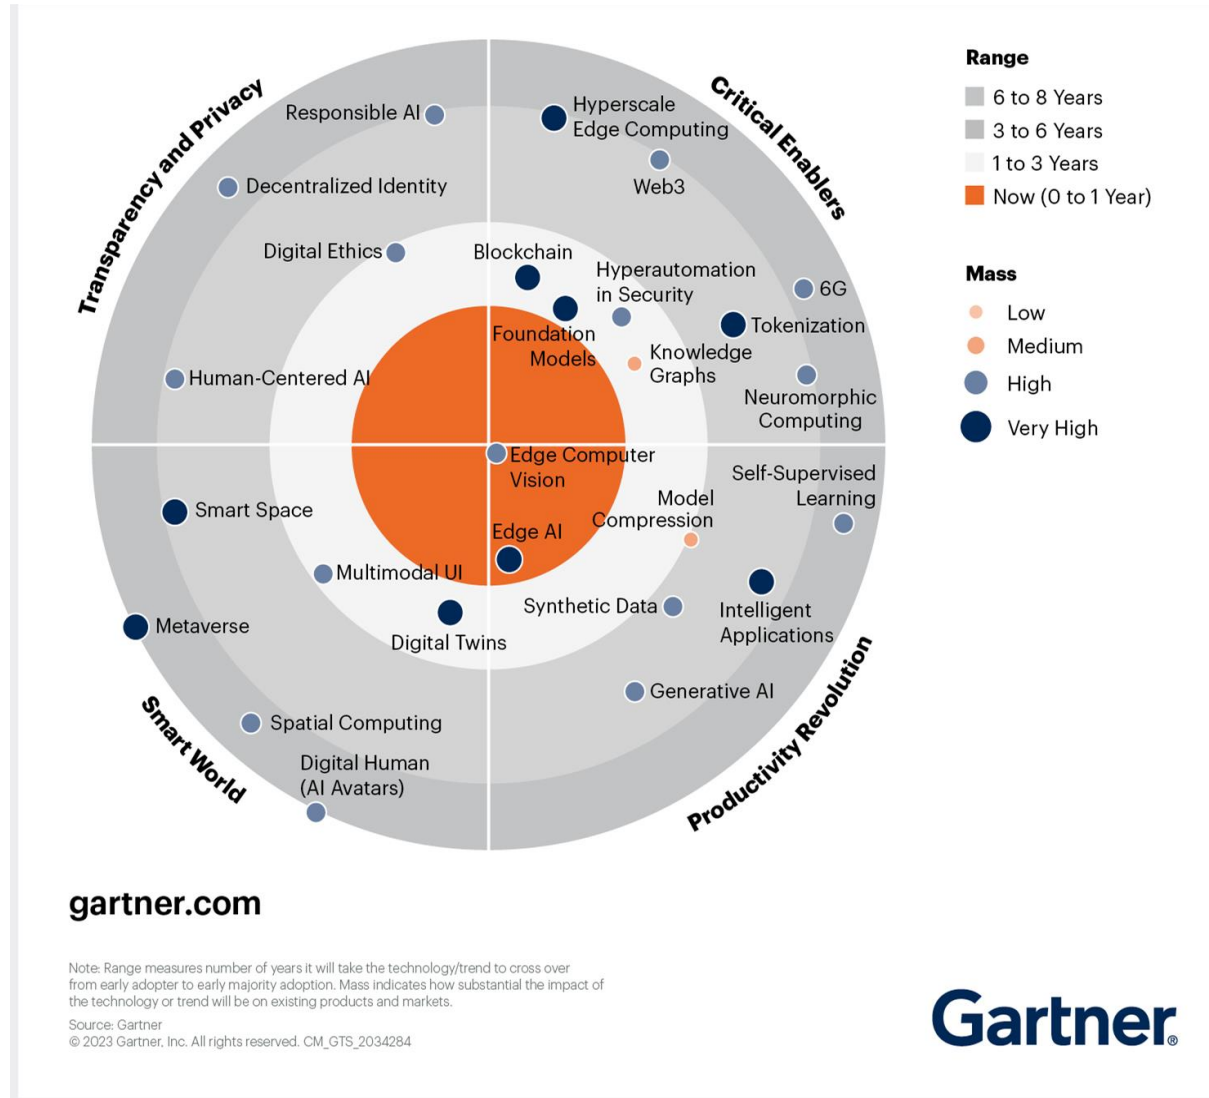 Transparency and Privacy
Critical Enablers
Responsible AI
Hyperscale
Edge Computing
Web3
Decentralized Identity
Digital Ethics
Blockchain
Hyperautomation
in Security
6G
Tokenization
Foundation
Models
Knowledge
Graphs
Human-Centered AI
Neuromorphic
Computing
Edge Computer
Vision
Self-Supervised
Learning
Model
Compression
Smart Space
Edge AI
Multimodal UI
Synthetic Data
Intelligent
Applications
Metaverse
Digital Twins
Generative AI
Spatial Computing
Digital Human
(AI Avatars)
Smart World
Productivity Revolution
Range
6 to 8 Years
3 to 6 Years
1 to 3 Years
Now (0 to 1 Year)
Mass
Low
Medium
High
Very High
gartner.com
Note: Range measures number of years it will take the technology/trend to cross over
from early adopter to early majority adoption. Mass indicates how substantial the impact of
the technology or trend will be on existing products and markets.
Source: Gartner
© 2023 Gartner, Inc. All rights reserved. CM_GTS_2034284
Gartner®